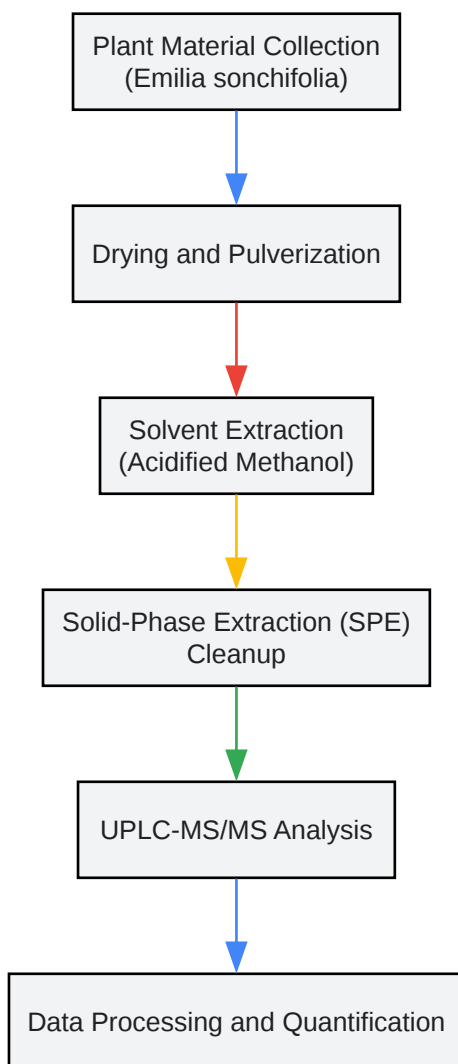 Plant Material Collection
(Emilia sonchifolia)
Drying and Pulverization
Solvent Extraction
(Acidified Methanol)
Solid-Phase Extraction (SPE)
Cleanup
UPLC-MS/MS Analysis
Data Processing and Quantification